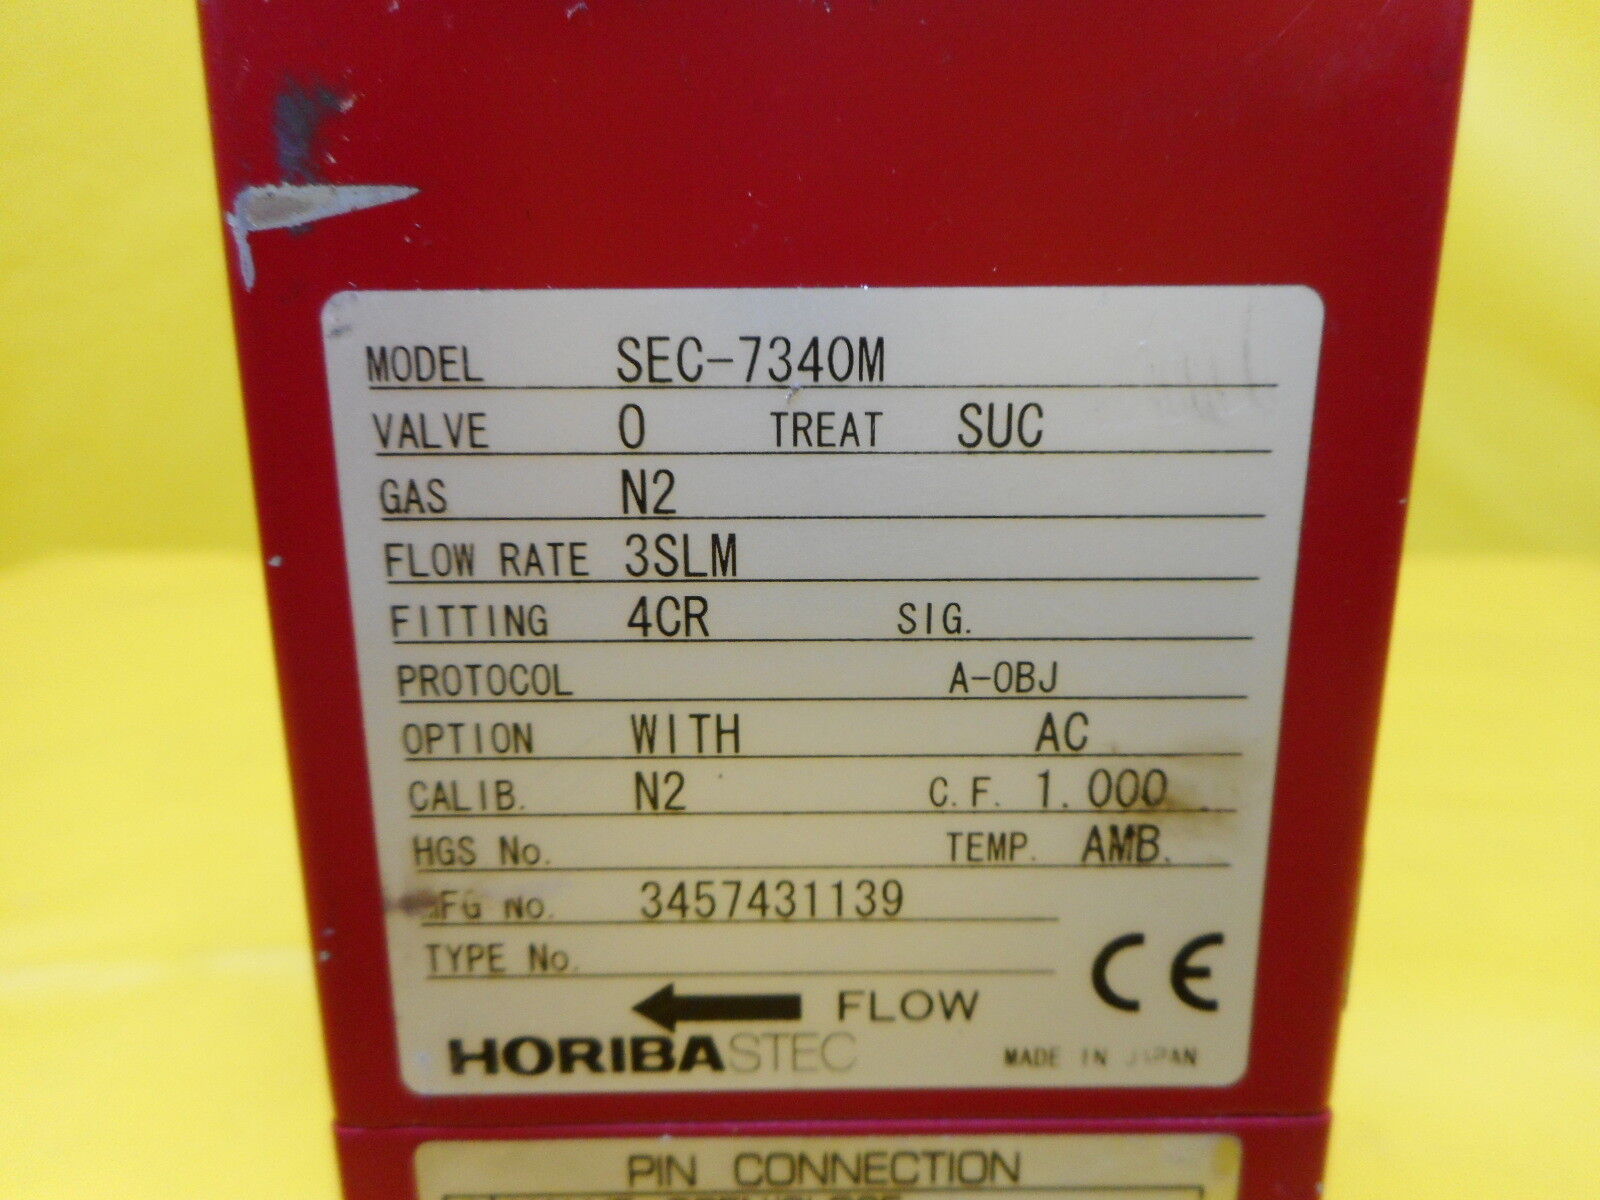 MODEL SEC-7340M
VALVE O TREAT SUC
GAS N2
FLOW RATE 3SLM
FITTING 4CR SIG.
PROTOCOL A-OBJ
OPTION WITH AC
CALIB. N2 C.F. 1.000
HGS No. TEMP. AMB.
MFG No. 3457431139
TYPE No.
CE
FLOW
HORIBASTEC MADE IN JAPAN
PIN CONNECTION